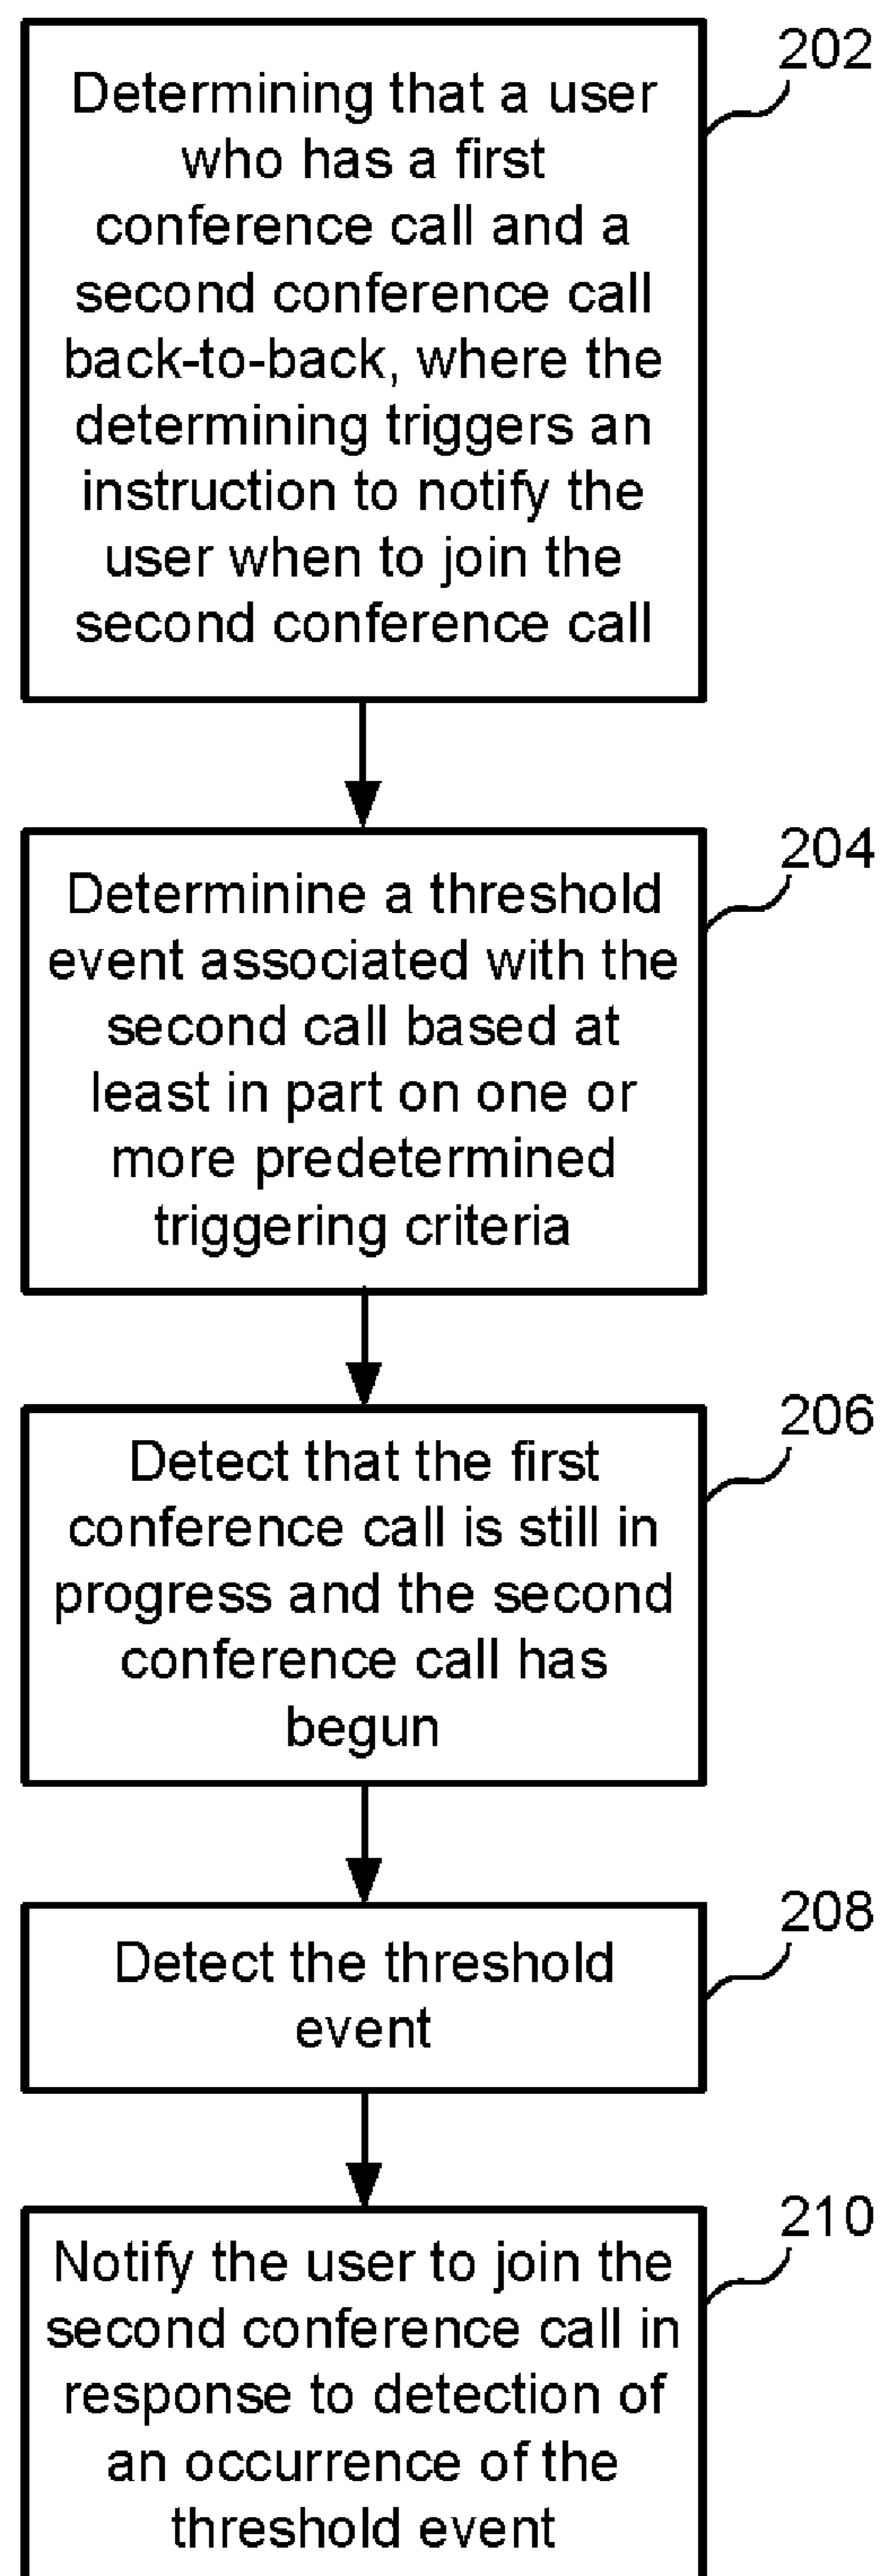 202
Determining that a user
who has a first
conference call and a
second conference call
back-to-back, where the
determining triggers an
instruction to notify the
user when to join the
second conference call
204
Determinine a threshold
event associated with the
second call based at
least in part on one or
more predetermined
triggering criteria
206
Detect that the first
conference call is still in
progress and the second
conference call has
begun
208
Detect the threshold
event
210
Notify the user to join the
second conference call in
response to detection of
an occurrence of the
threshold event